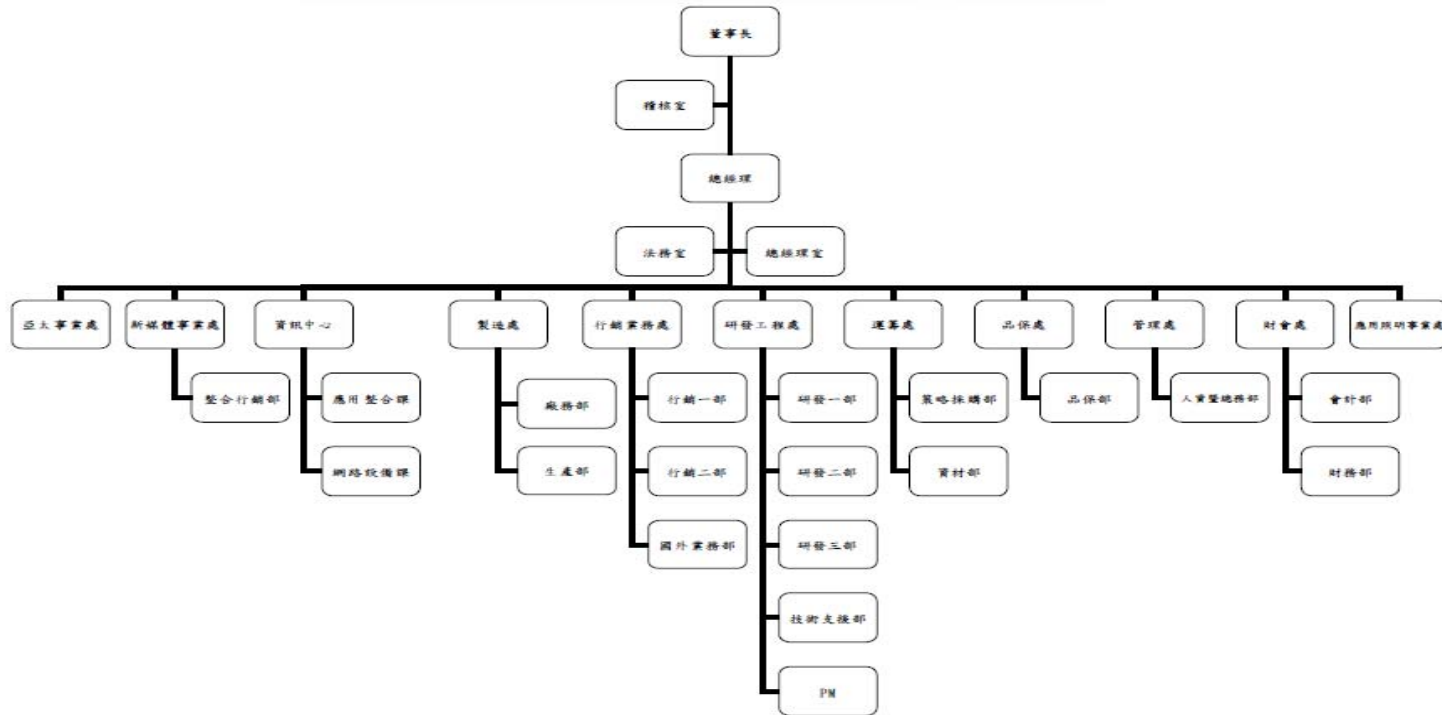 董事長
稽核室
總經理
法務室
總經理室
亞太事業處
新媒體事業處
資訊中心
製造處
行銷業務處
研發工程處
運籌處
品保處
管理處
財會處
應用照明事業處
整合行銷部
應用整合課
廠務部
行銷一部
研發一部
策略採購部
品保部
人資暨總務部
會計部
網路設備課
生產部
行銷二部
研發二部
資材部
財務部
國外業務部
研發三部
技術支援部
PM